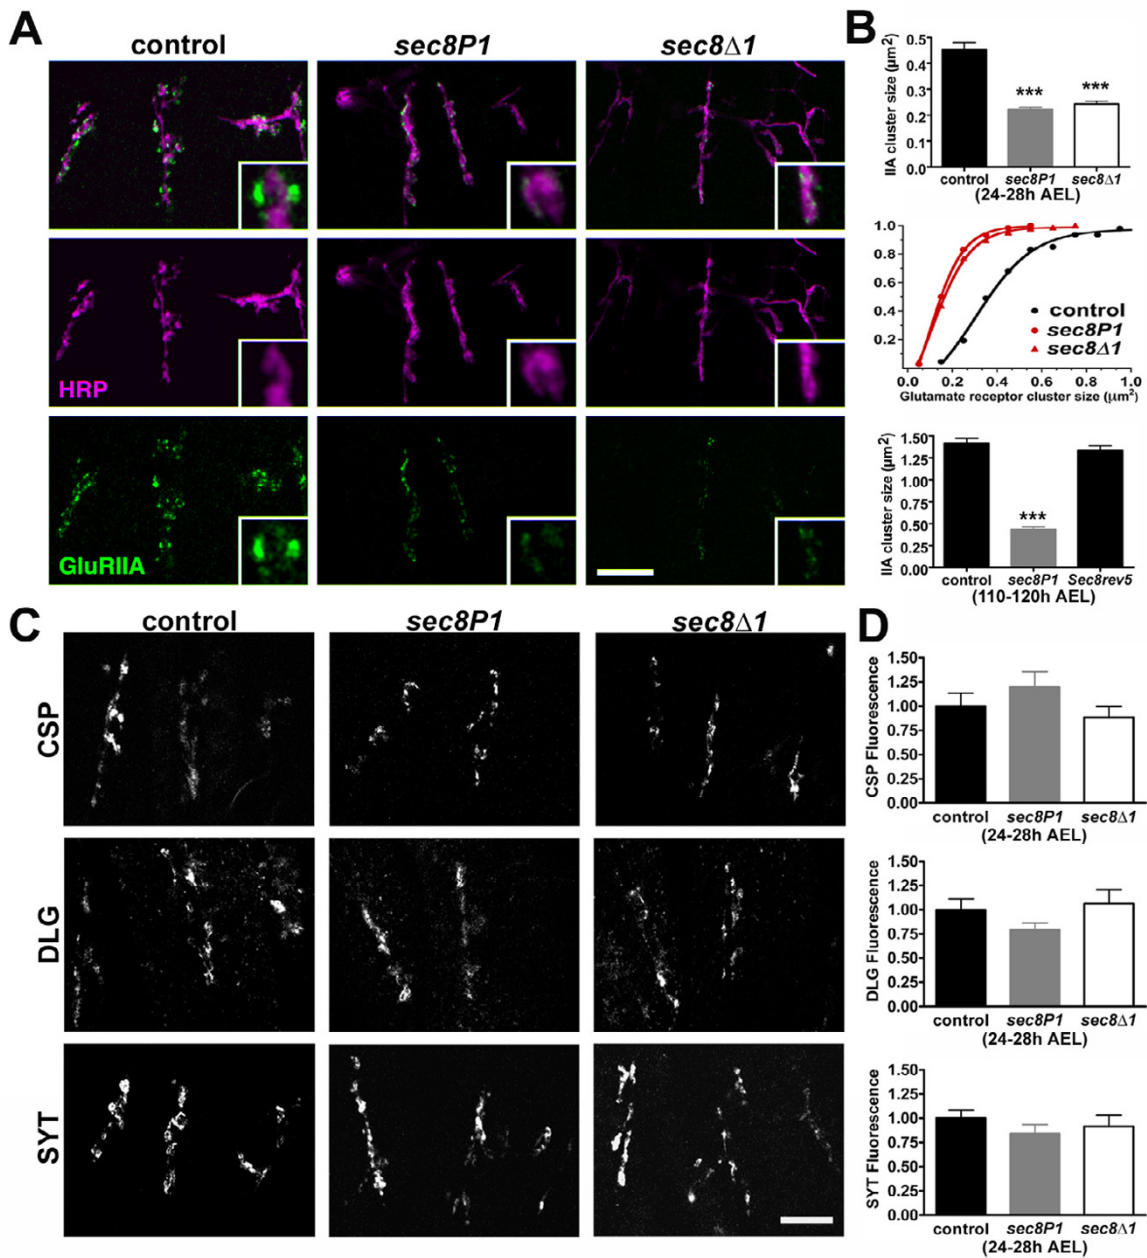 A
control
sec8P1
sec8Δ1
HRP
GluRIIA
B
IIA cluster size (µm²)
0.5
0.4
0.3
0.2
0.1
0.0
***
***
control
sec8P1
sec8Δ1
(24-28h AEL)
1.0
0.8
0.6
0.4
0.2
control
sec8P1
sec8Δ1
0.0
0.2
0.4
0.6
0.8
1.0
Glutamate receptor cluster size (µm²)
IIA cluster size (µm²)
1.50
1.25
1.00
0.75
0.50
0.25
0.00
***
control
sec8P1
Sec8rev5
(110-120h AEL)
C
control
sec8P1
sec8Δ1
CSP
DLG
SYT
D
CSP Fluorescence
1.50
1.25
1.00
0.75
0.50
0.25
0.00
control
sec8P1
sec8Δ1
(24-28h AEL)
DLG Fluorescence
1.50
1.25
1.00
0.75
0.50
0.25
0.00
control
sec8P1
sec8Δ1
(24-28h AEL)
SYT Fluorescence
1.50
1.25
1.00
0.75
0.50
0.25
0.00
control
sec8P1
sec8Δ1
(24-28h AEL)